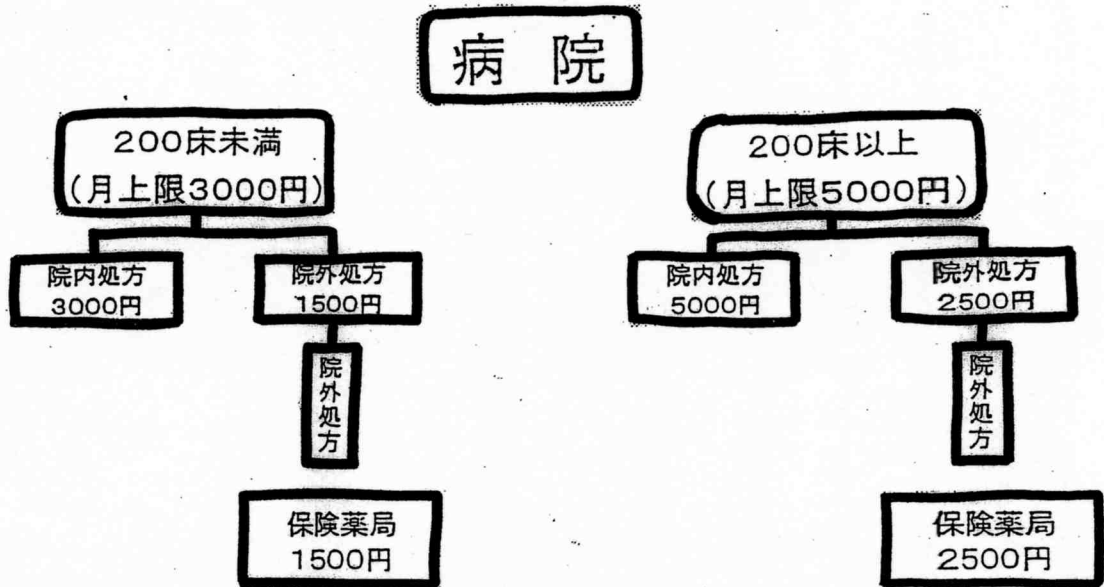 病 院
200床未満
(月上限3000円)
200床以上
(月上限5000円)
院内処方
3000円
院外処方
1500円
院内処方
5000円
院外処方
2500円
院外処方
院外処方
保険薬局
1500円
保険薬局
2500円